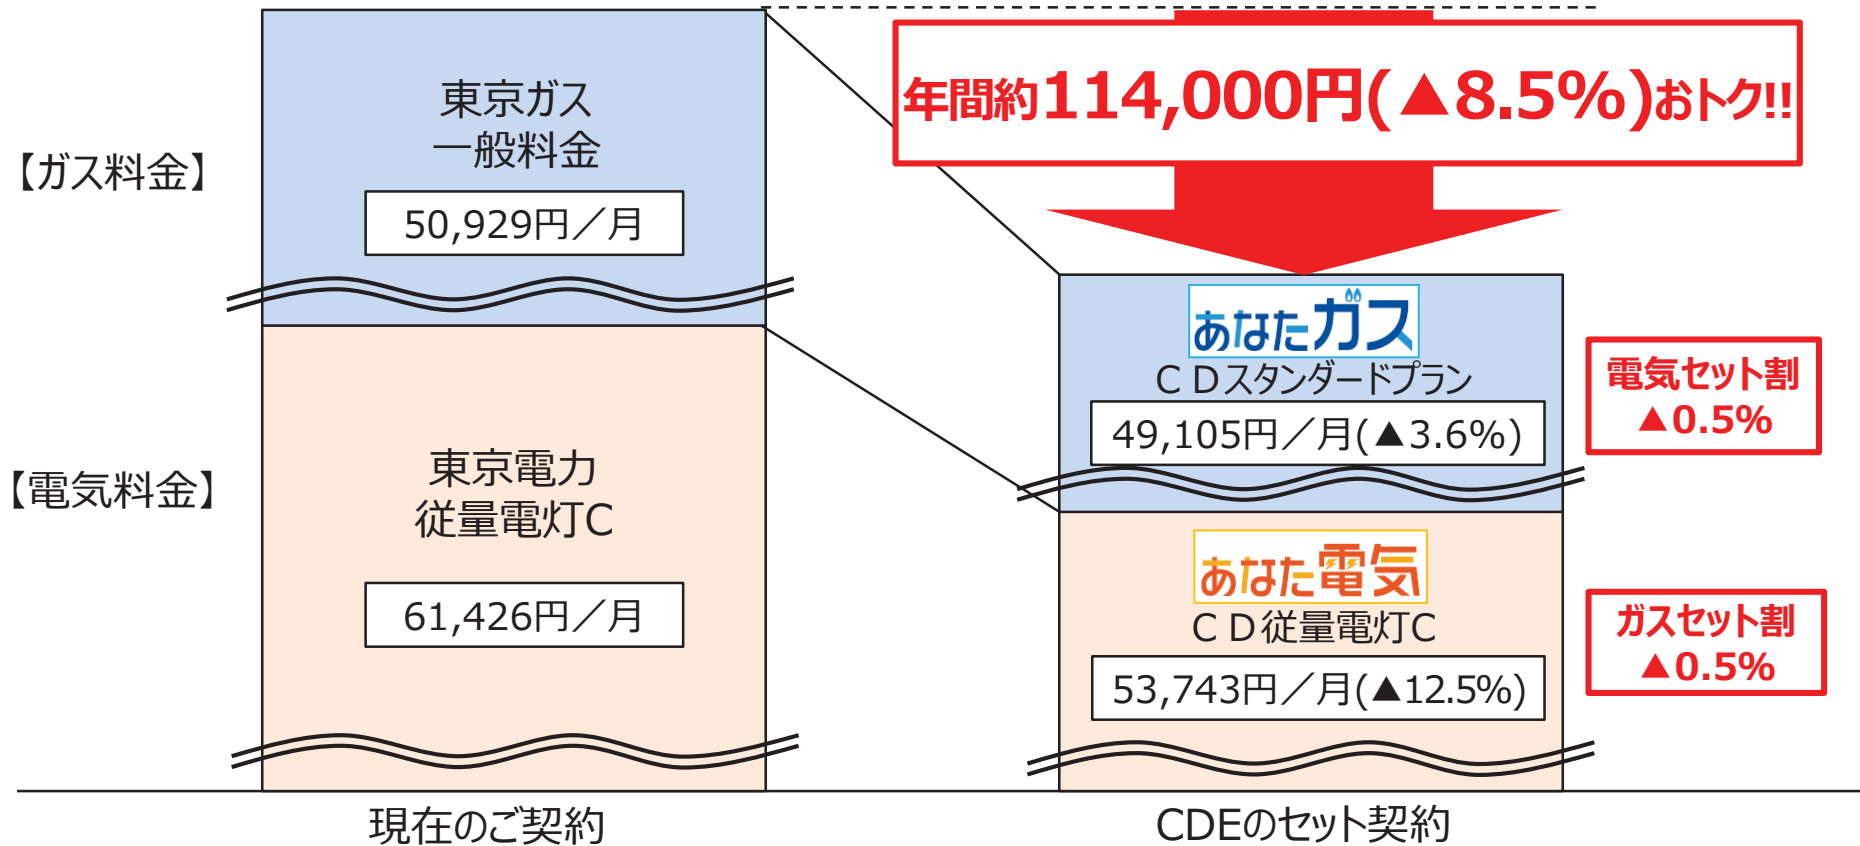 年間約114,000円(▲8.5%)おトク!!
【ガス料金】
東京ガス
一般料金
50,929円／月
あなたガス
ＣＤスタンダードプラン
49,105円／月(▲3.6%)
電気セット割
▲0.5%
【電気料金】
東京電力
従量電灯C
61,426円／月
あなた電気
ＣＤ従量電灯C
53,743円／月(▲12.5%)
ガスセット割
▲0.5%
現在のご契約
CDEのセット契約